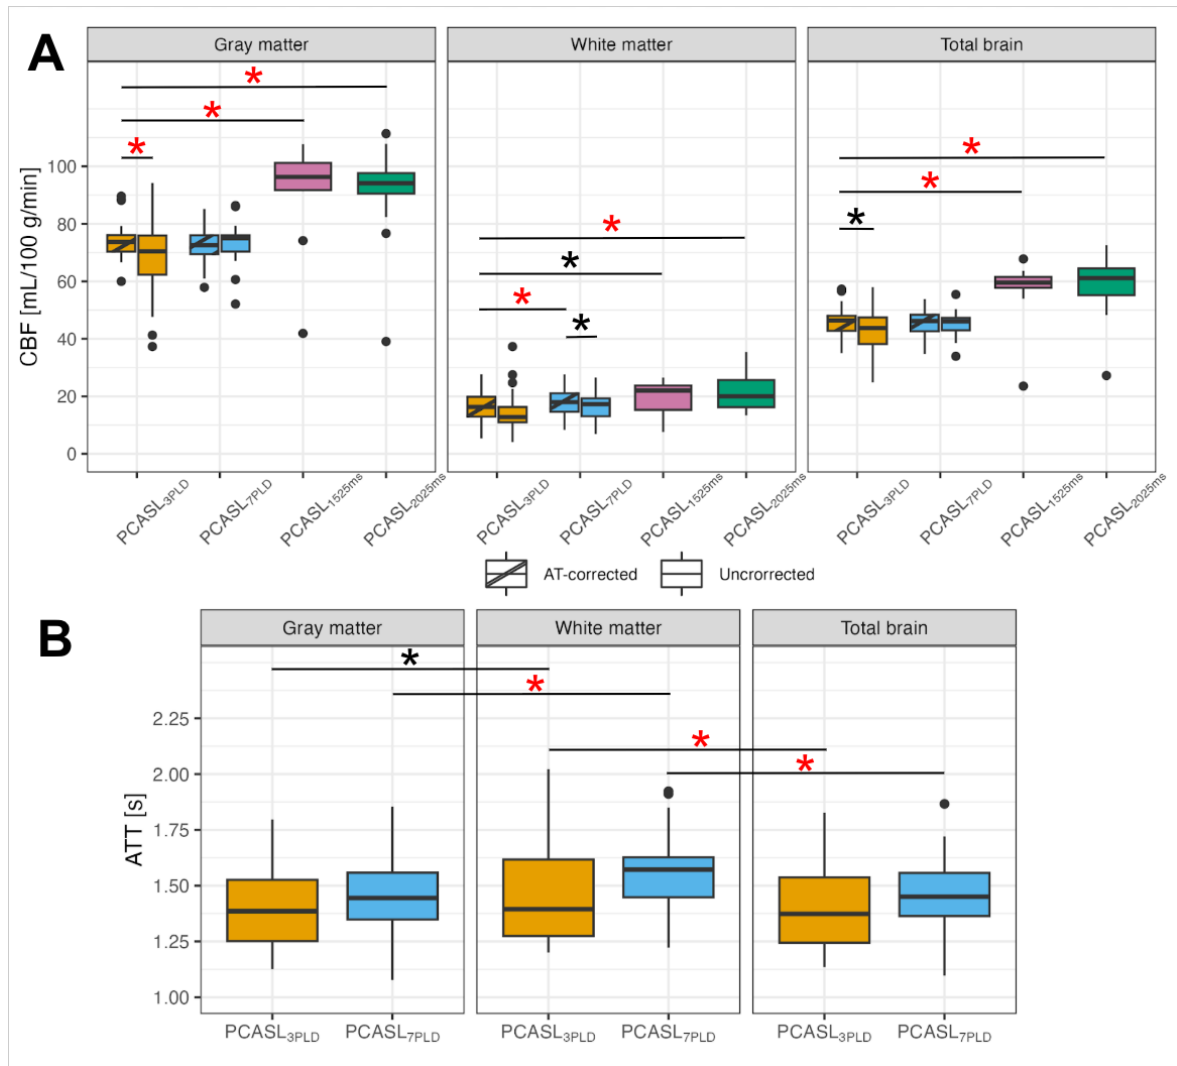 A
Gray matter White matter Total brain
* * * * * * * * * *
CBF [mL/100 g/min]
100
80
60
40
20
0
PCASL3PLD PCASL7PLD PCASL1525ms PCASL2025ms PCASL3PLD PCASL7PLD PCASL1525ms PCASL2025ms PCASL3PLD PCASL7PLD PCASL1525ms PCASL2025ms
AT-corrected Uncrorrected
B
Gray matter White matter Total brain
* * * *
ATT [s]
2.25
2.00
1.75
1.50
1.25
1.00
PCASL3PLD PCASL7PLD PCASL3PLD PCASL7PLD PCASL3PLD PCASL7PLD